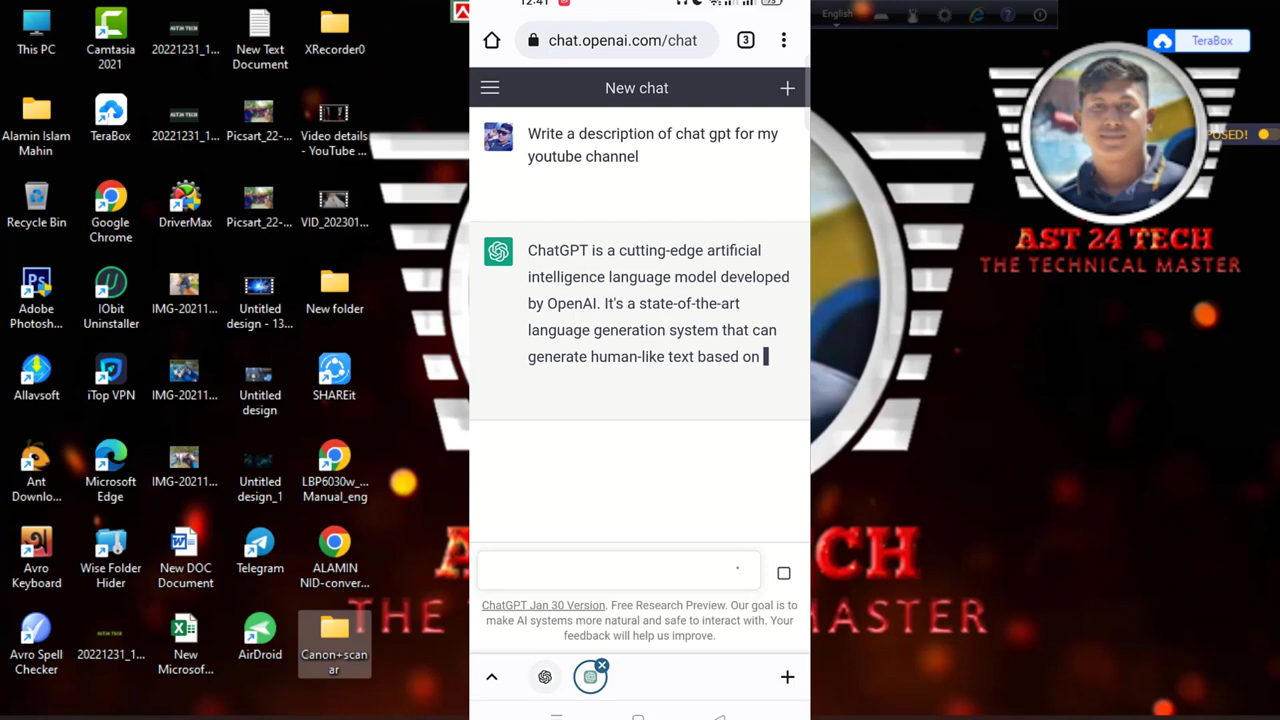 This PC
Camtasia
2021
20221231_1...
New Text
Document
XRecorder0
Alamin Islam
Mahin
TeraBox
20221231_1...
Picsart_22-...
Video details
- YouTube ...
Recycle Bin
Google
Chrome
DriverMax
Picsart_22-...
VID_202301...
Adobe
Photosh...
IObit
Uninstaller
IMG-20211...
Untitled
design - 13...
New folder
Allavsoft
iTop VPN
IMG-20211...
Untitled
design
SHAREit
Ant
Downlo...
Microsoft
Edge
IMG-20211...
Untitled
design_1
LBP6030w_...
Manual_eng
Avro
Keyboard
Wise Folder
Hider
New DOC
Document
Telegram
ALAMIN
NID-conver...
Avro Spell
Checker
20221231_1...
New
Microsof...
AirDroid
Canon+scan
ar
12:41
chat.openai.com/chat
3
New chat
Write a description of chat gpt for my
youtube channel
ChatGPT is a cutting-edge artificial
intelligence language model developed
by OpenAI. It's a state-of-the-art
language generation system that can
generate human-like text based on
ChatGPT Jan 30 Version. Free Research Preview. Our goal is to
make AI systems more natural and safe to interact with. Your
feedback will help us improve.
English
TeraBox
POSED!
AST 24 TECH
THE TECHNICAL MASTER
A
CH
THE
MASTER